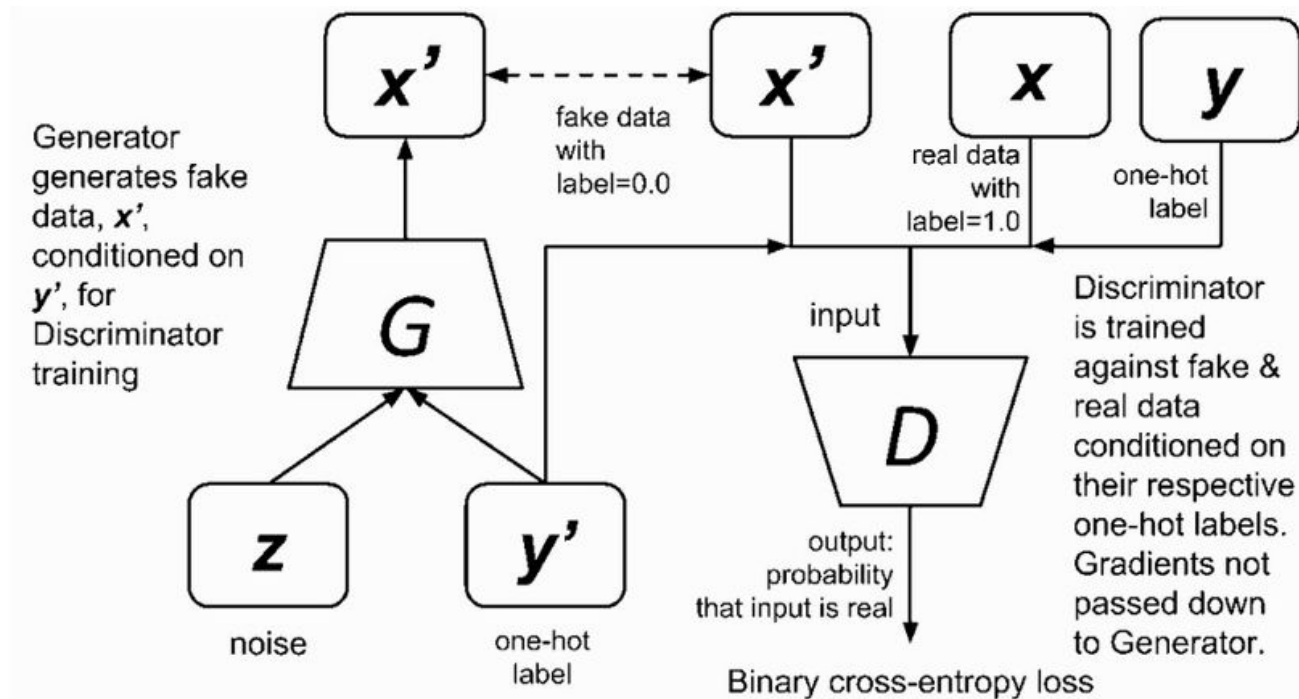 x’
x’
x
y
Generator
generates fake
data, x’,
conditioned on
y’, for
Discriminator
training
fake data
with
label=0.0
real data
with
label=1.0
one-hot
label
G
input
D
Discriminator
is trained
against fake &
real data
conditioned on
their respective
one-hot labels.
Gradients not
passed down
to Generator.
z
y’
noise
one-hot
label
output:
probability
that input is real
Binary cross-entropy loss